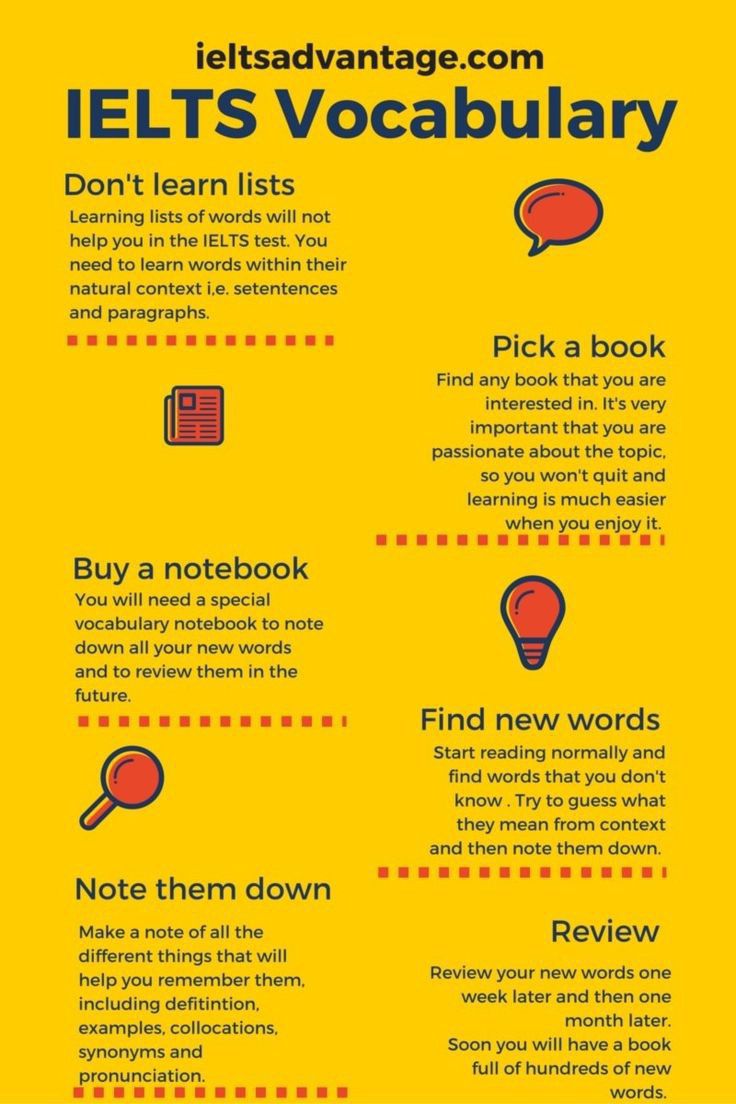 ieltsadvantage.com
IELTS Vocabulary
Don't learn lists
Learning lists of words will not
help you in the IELTS test. You
need to learn words within their
natural context i,e. setentences
and paragraphs.
Pick a book
Find any book that you are
interested in. It's very
important that you are
passionate about the topic,
so you won't quit and
learning is much easier
when you enjoy it.
Buy a notebook
You will need a special
vocabulary notebook to note
down all your new words
and to review them in the
future.
Find new words
Start reading normally and
find words that you don't
know . Try to guess what
they mean from context
and then note them down.
Note them down
Make a note of all the
different things that will
help you remember them,
including defitintion,
examples, collocations,
synonyms and
pronunciation.
Review
Review your new words one
week later and then one
month later.
Soon you will have a book
full of hundreds of new
words.